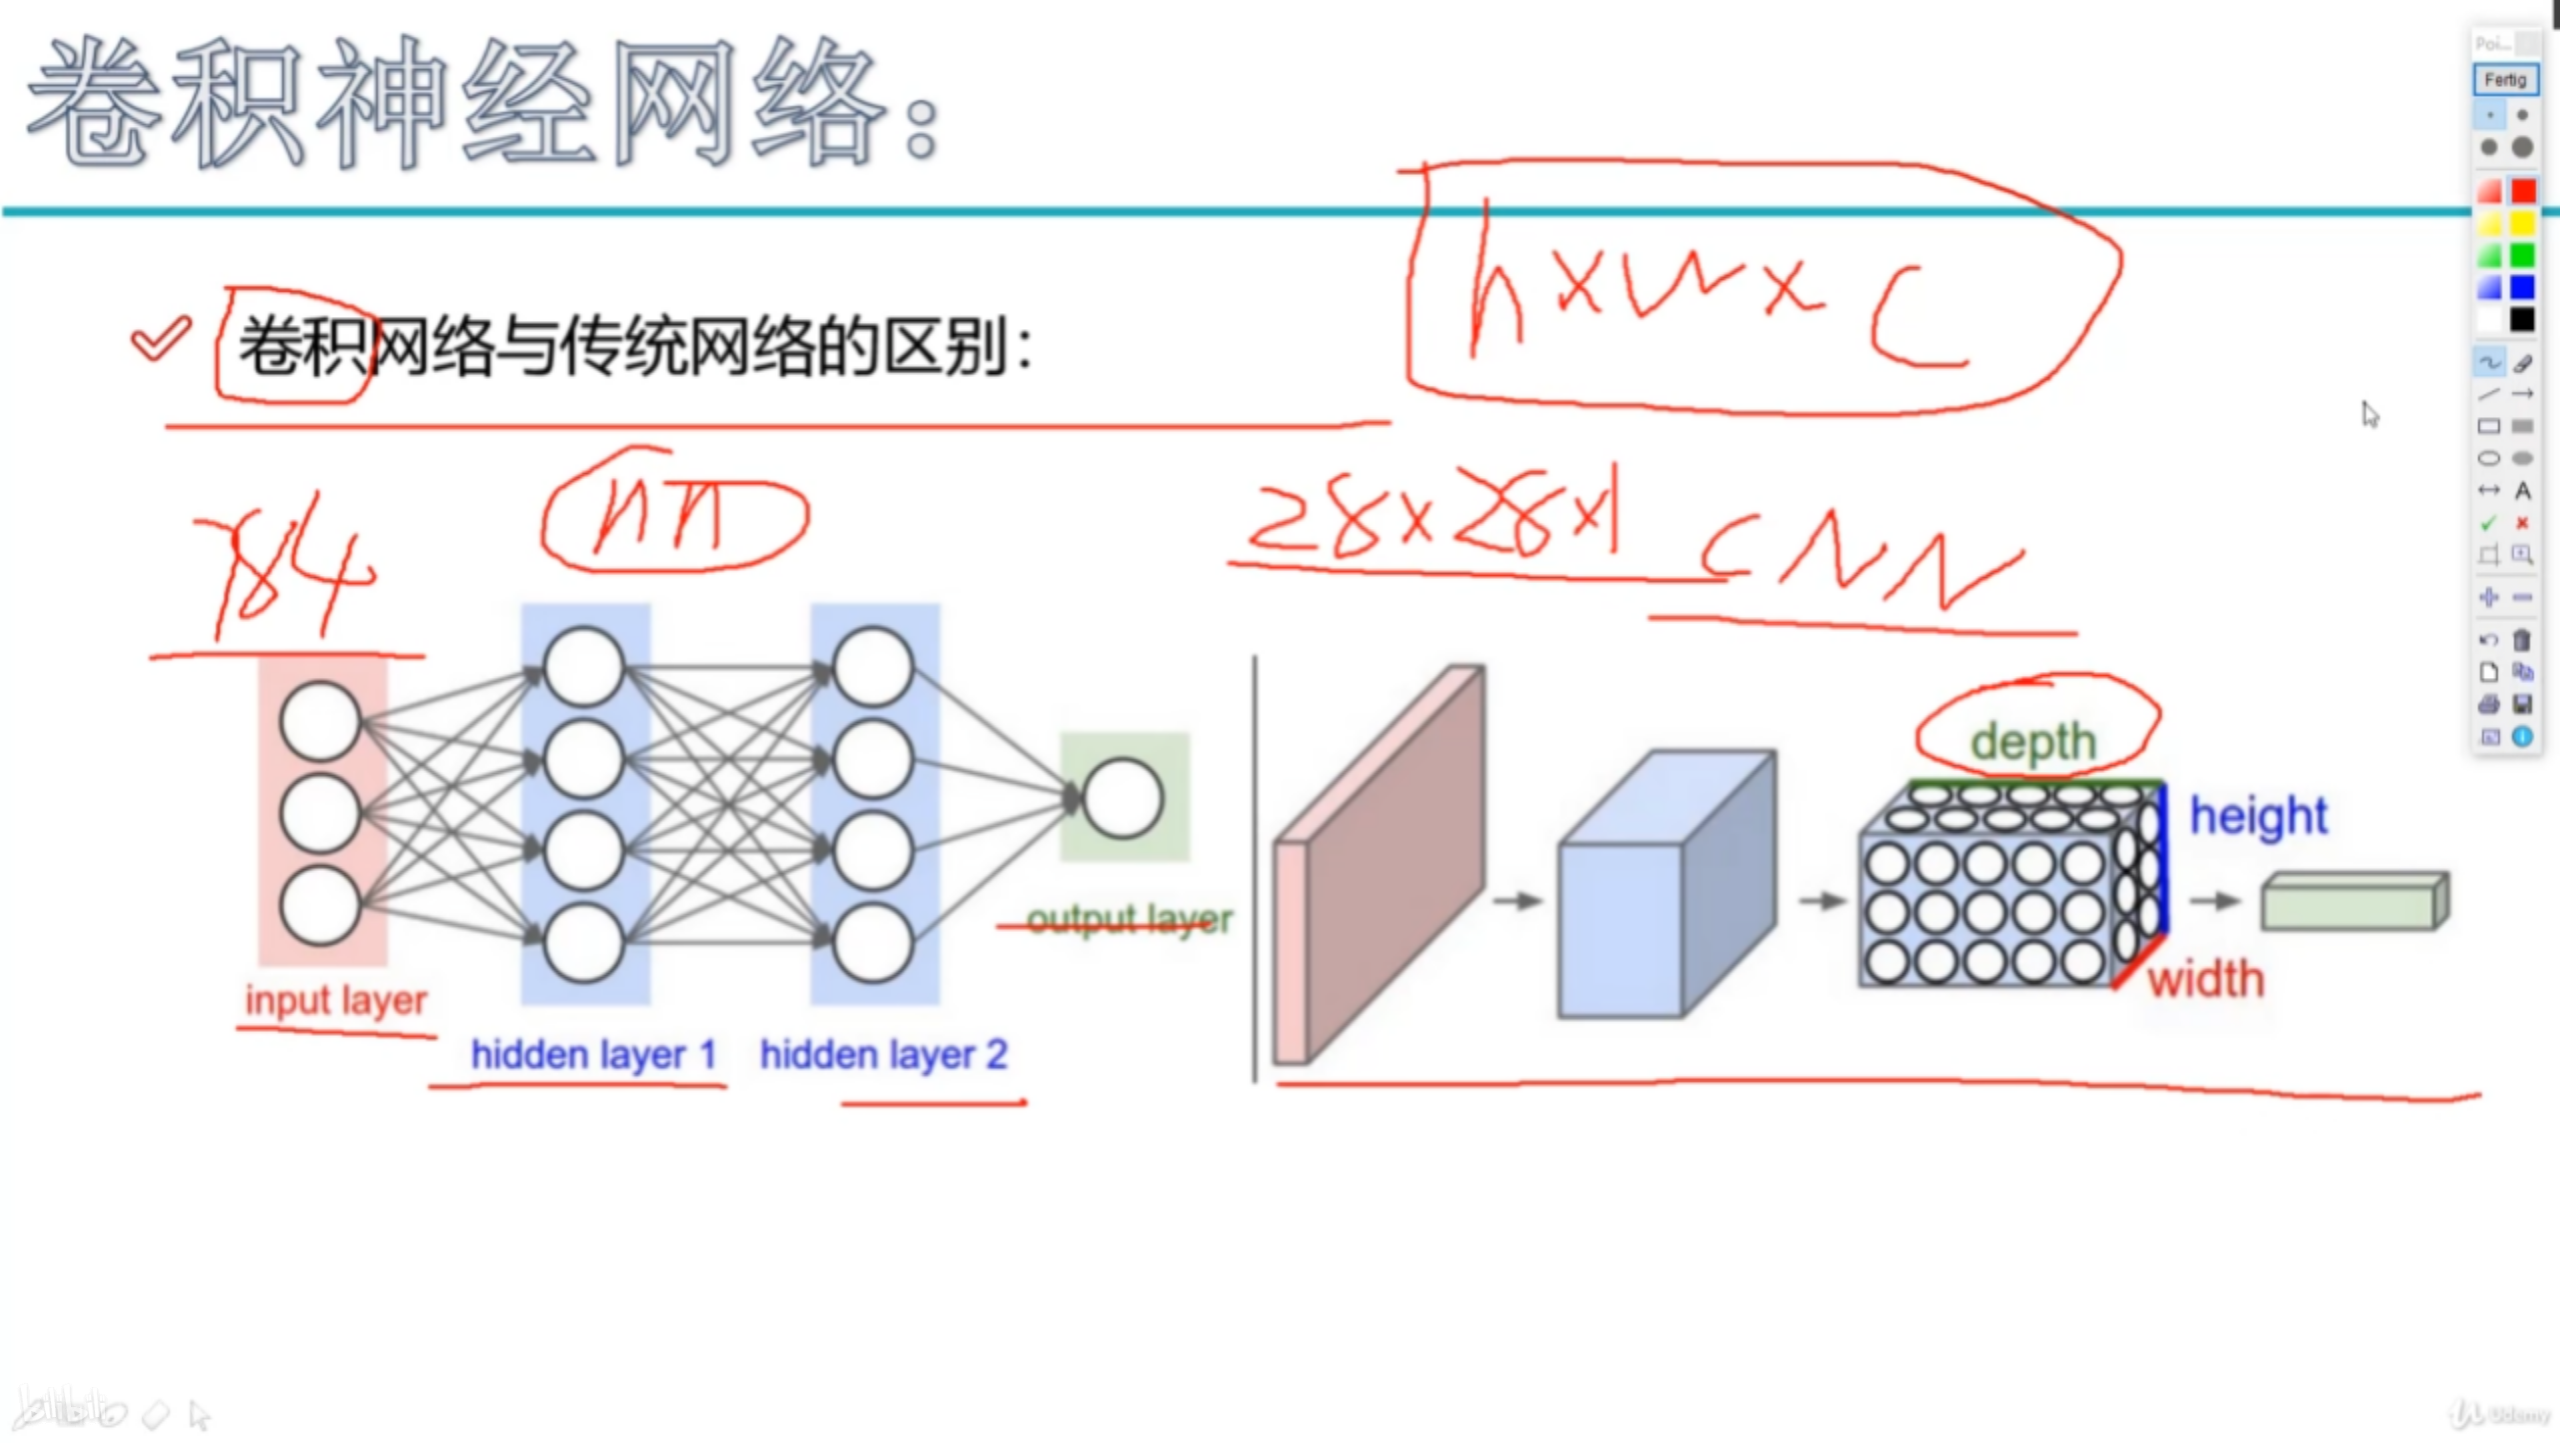 卷积神经网络：
Poi...
Fertig
h×w×c
卷积网络与传统网络的区别：
784
nn
28×28×1
CNN
depth
height
width
output layer
input layer
hidden layer 1
hidden layer 2
bilibili
Udemy